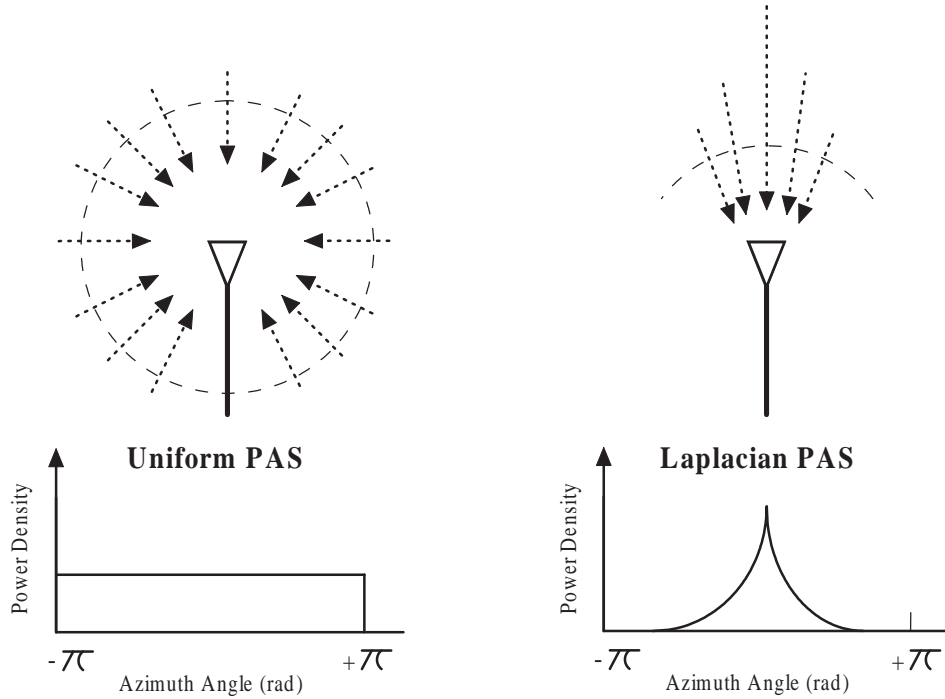 Uniform PAS
Power Density
-π +π
Azimuth Angle (rad)
Laplacian PAS
Power Density
-π +π
Azimuth Angle (rad)